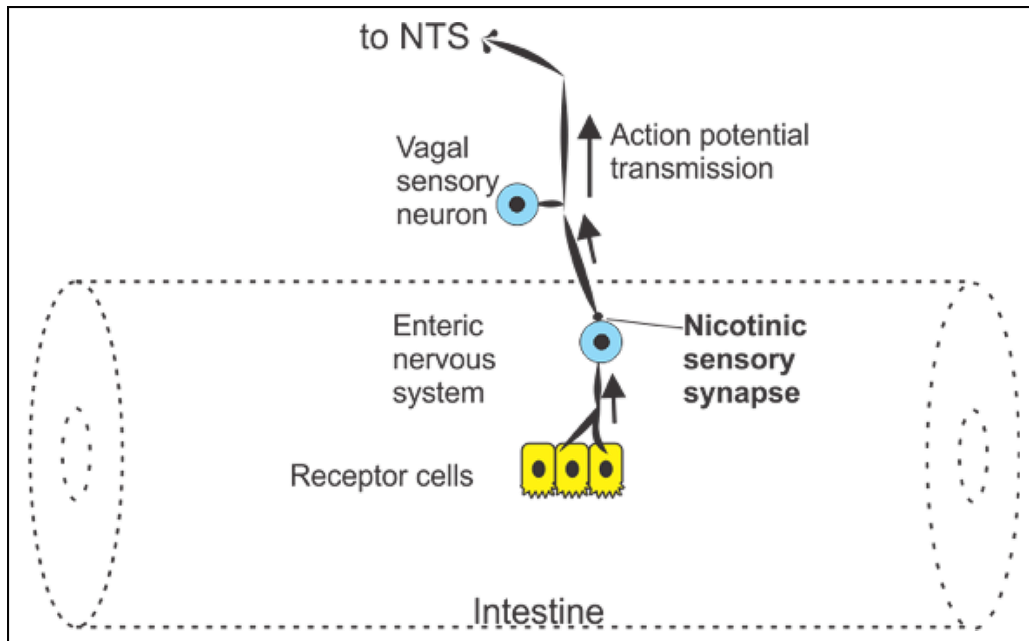 to NTS
Action potential
transmission
Vagal
sensory
neuron
Enteric
nervous
system
Nicotinic
sensory
synapse
Receptor cells
Intestine